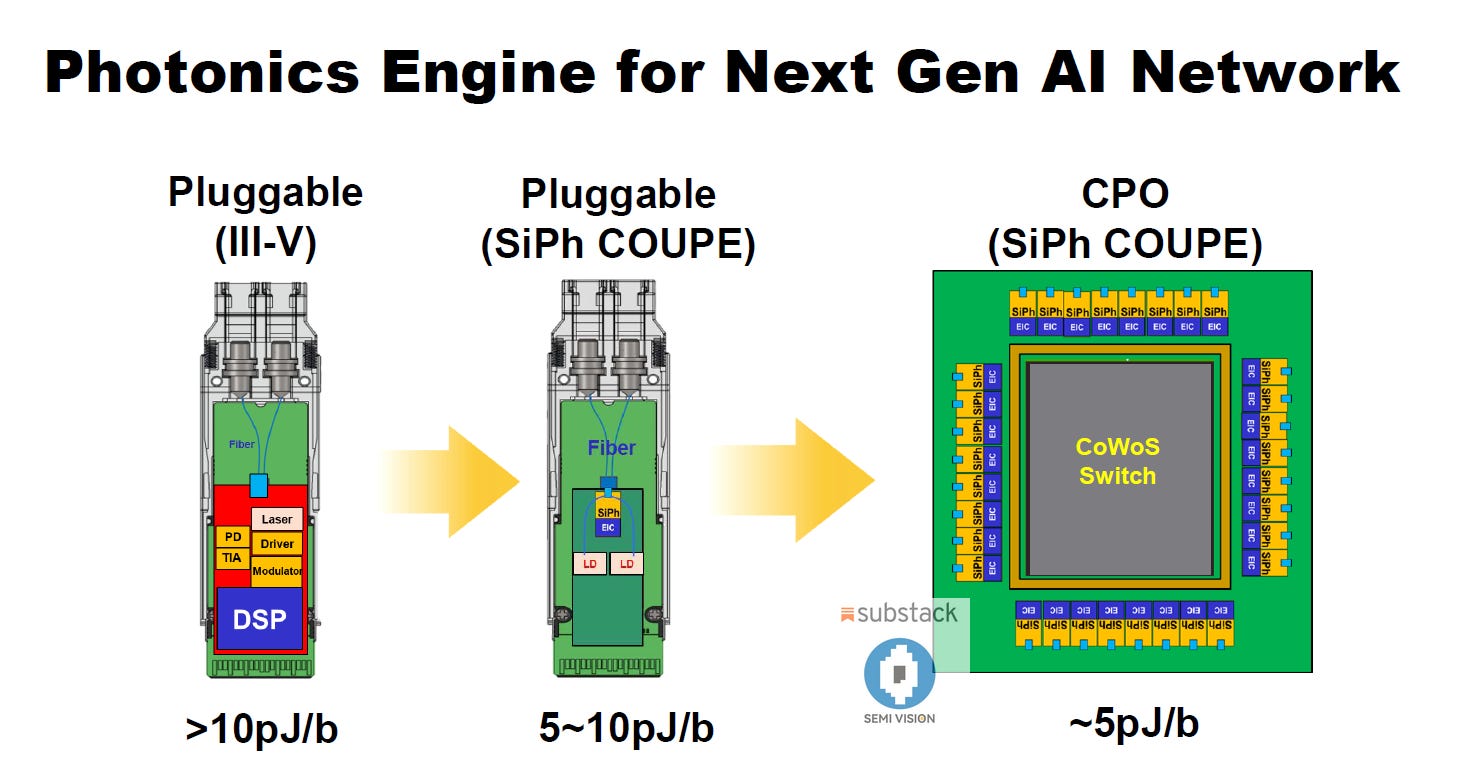 Photonics Engine for Next Gen AI Network
Pluggable
(III-V)
Pluggable
(SiPh COUPE)
CPO
(SiPh COUPE)
Fiber
Laser
PD
Driver
TIA
Modulator
DSP
Fiber
SiPh
EIC
LD
LD
SiPh SiPh SiPh SiPh SiPh SiPh SiPh SiPh
EIC EIC EIC EIC EIC EIC EIC EIC
SiPh EIC
SiPh EIC
SiPh EIC
SiPh EIC
SiPh EIC
SiPh EIC
SiPh EIC
SiPh EIC
CoWoS
Switch
EIC SiPh
EIC SiPh
EIC SiPh
EIC SiPh
EIC SiPh
EIC SiPh
EIC SiPh
EIC SiPh
EIC EIC EIC EIC EIC EIC EIC EIC
SiPh SiPh SiPh SiPh SiPh SiPh SiPh SiPh
substack
SEMI VISION
>10pJ/b
5~10pJ/b
~5pJ/b